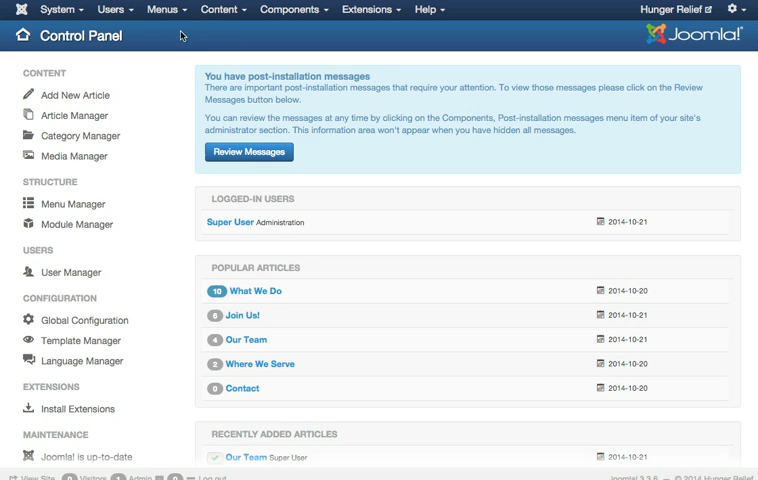 System Users Menus Content Components Extensions Help Hunger Relief
Control Panel Joomla!
CONTENT
Add New Article
Article Manager
Category Manager
Media Manager
STRUCTURE
Menu Manager
Module Manager
USERS
User Manager
CONFIGURATION
Global Configuration
Template Manager
Language Manager
EXTENSIONS
Install Extensions
MAINTENANCE
Joomla! is up-to-date
You have post-installation messages
There are important post-installation messages that require your attention. To view those messages please click on the Review
Messages button below.
You can review the messages at any time by clicking on the Components, Post-installation messages menu item of your site's
administrator section. This information area won't appear when you have hidden all messages.
Review Messages
LOGGED-IN USERS
Super User Administration 2014-10-21
POPULAR ARTICLES
10 What We Do 2014-10-20
6 Join Us! 2014-10-21
4 Our Team 2014-10-21
2 Where We Serve 2014-10-20
0 Contact 2014-10-20
RECENTLY ADDED ARTICLES
Our Team Super User 2014-10-21
View Site 0 Visitors 1 Admin 0 Log out Joomla! 3.3.6 — © 2014 Hunger Relief